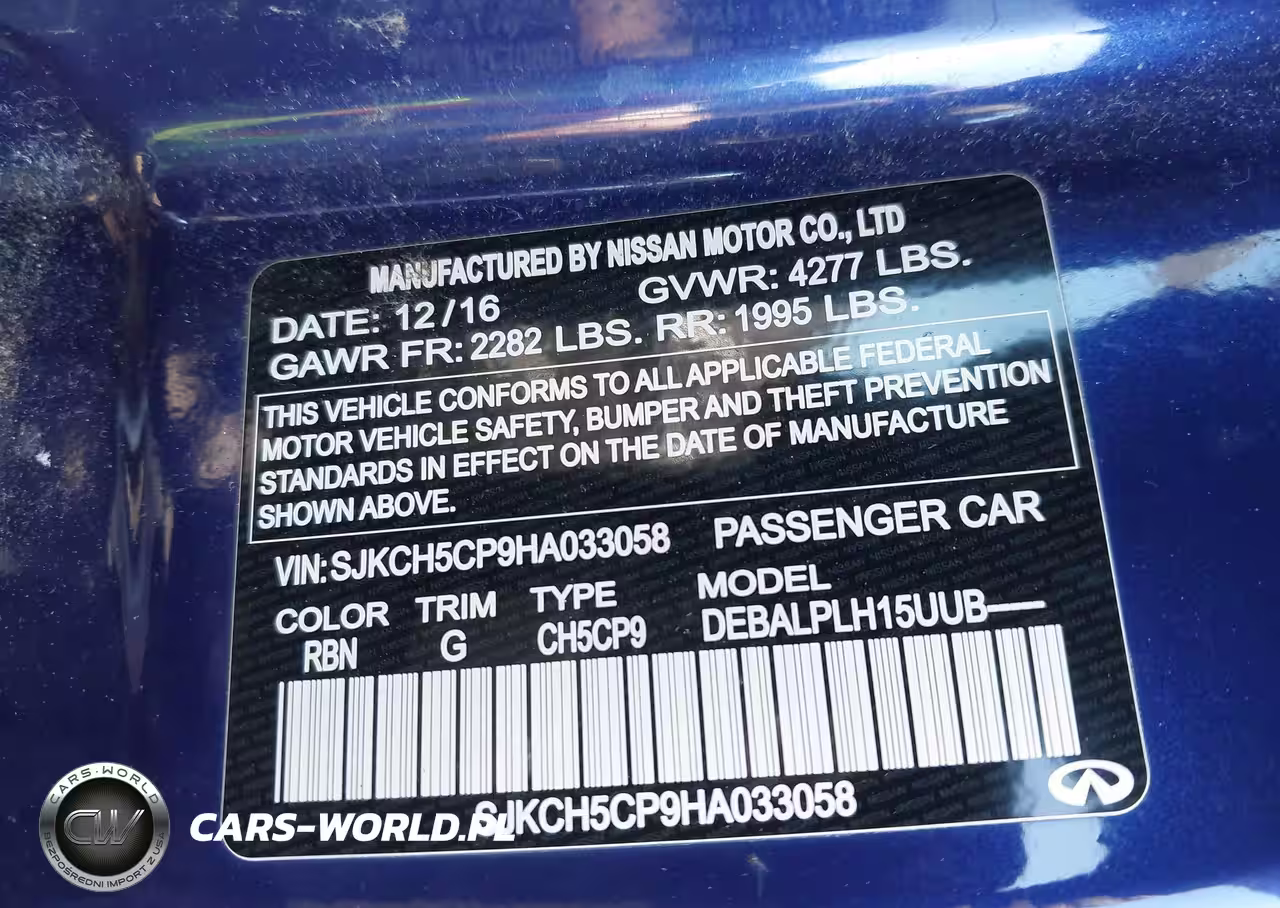 MANUFACTURED BY NISSAN MOTOR CO., LTD
DATE: 12/16 GVWR: 4277 LBS.
GAWR FR: 2282 LBS. RR: 1995 LBS.
THIS VEHICLE CONFORMS TO ALL APPLICABLE FEDERAL
MOTOR VEHICLE SAFETY, BUMPER AND THEFT PREVENTION
STANDARDS IN EFFECT ON THE DATE OF MANUFACTURE
SHOWN ABOVE.
VIN: SJKCH5CP9HA033058 PASSENGER CAR
COLOR TRIM TYPE MODEL
RBN G CH5CP9 DEBALPLH15UUB—
SJKCH5CP9HA033058
CARS-WORLD
CW
BEZPOŚREDNI IMPORT Z USA
CARS-WORLD.PL